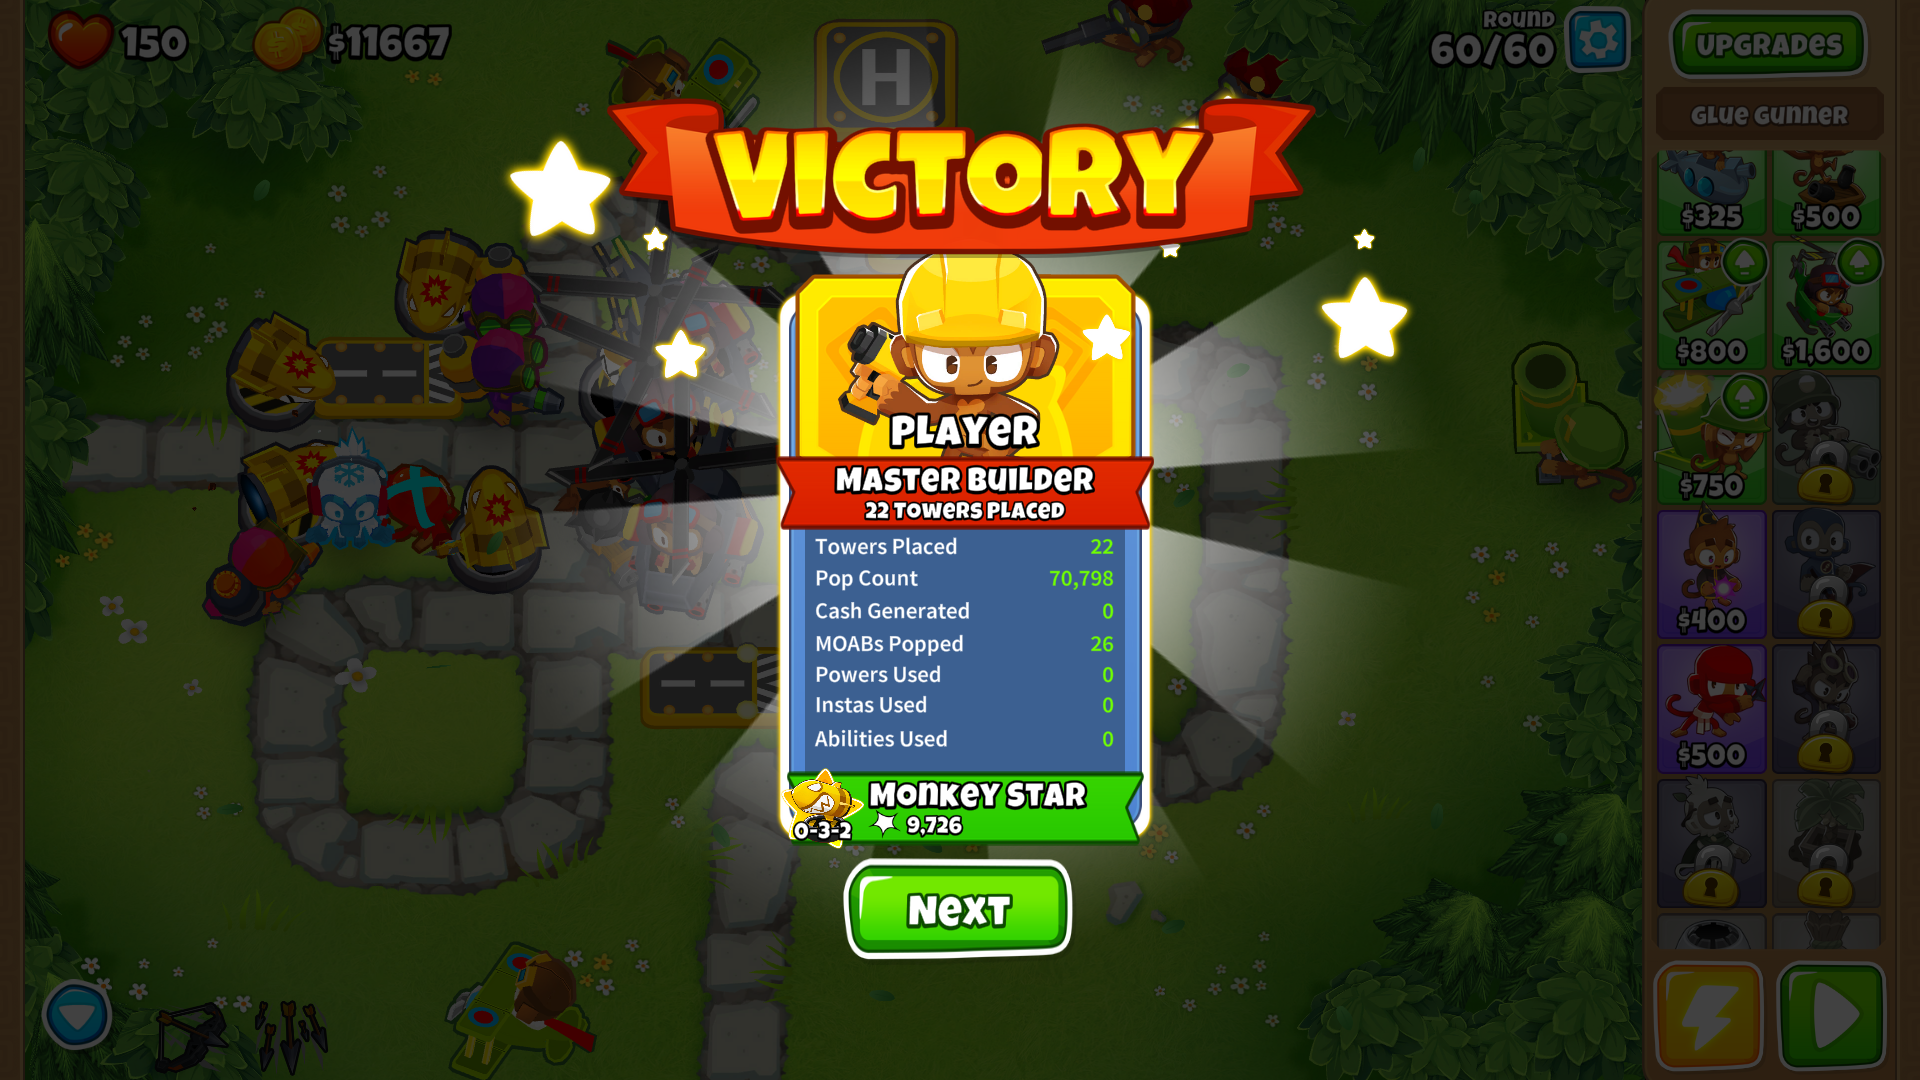 150
$11667
ROUND
60/60
UPGRADES
GLUE GUNNER
H
VICTORY
$325
$500
$800
$1,600
$750
$400
$500
PLAYER
MASTER BUILDER
22 TOWERS PLACED
Towers Placed 22
Pop Count 70,798
Cash Generated 0
MOABs Popped 26
Powers Used 0
Instas Used 0
Abilities Used 0
MONKEY STAR
0-3-2
9,726
NEXT